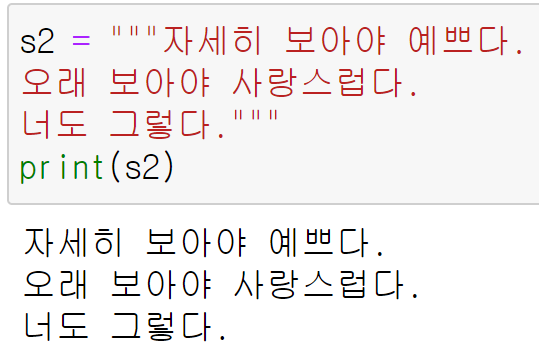 s2 = """자세히 보아야 예쁘다.
오래 보아야 사랑스럽다.
너도 그렇다."""
print(s2)
자세히 보아야 예쁘다.
오래 보아야 사랑스럽다.
너도 그렇다.